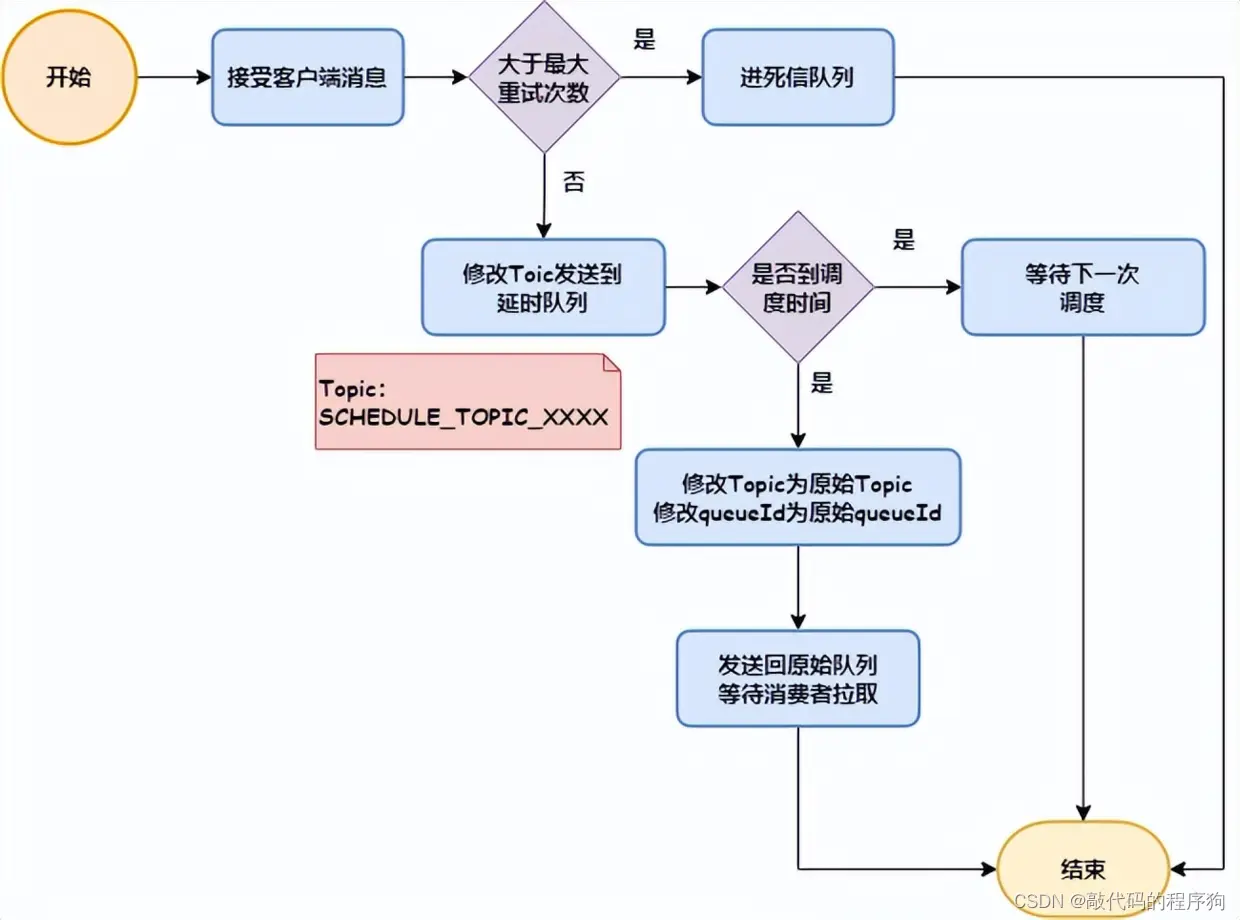 开始
接受客户端消息
大于最大
重试次数
是
进死信队列
否
修改Toic发送到
延时队列
是否到调
度时间
是
等待下一次
调度
Topic:
SCHEDULE_TOPIC_XXXX
是
修改Topic为原始Topic
修改queueId为原始queueId
发送回原始队列
等待消费者拉取
结束
CSDN @敲代码的程序狗